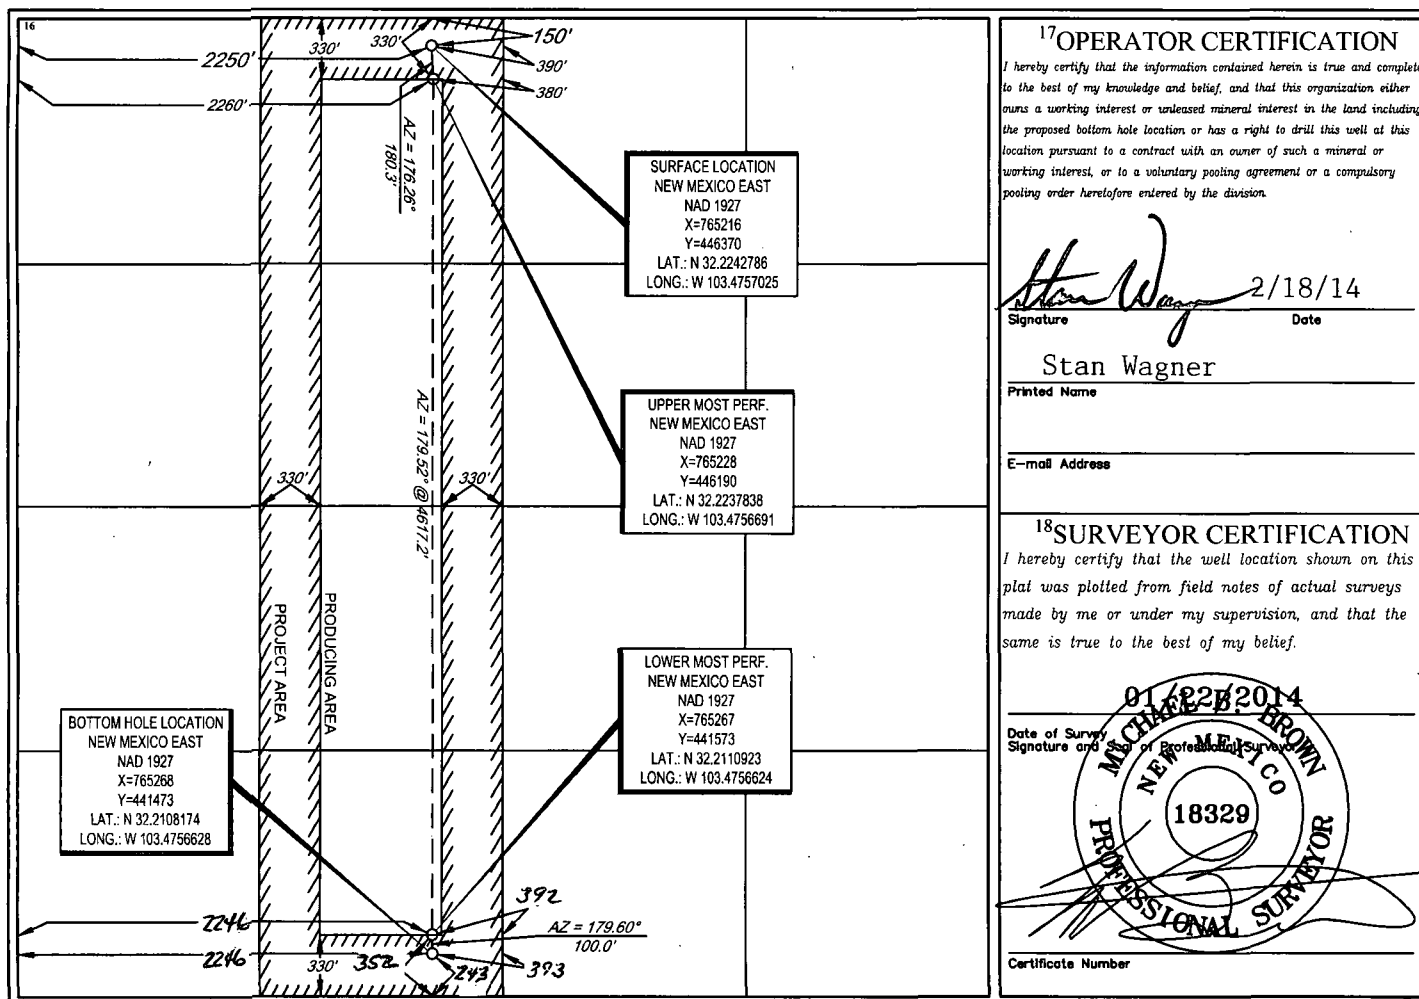 16
2250'
330'
330'
150'
390'
380'
2260'
AZ = 176.26°
180.3'
SURFACE LOCATION
NEW MEXICO EAST
NAD 1927
X=765216
Y=446370
LAT.: N 32.2242786
LONG.: W 103.4757025
UPPER MOST PERF.
NEW MEXICO EAST
NAD 1927
X=765228
Y=446190
LAT.: N 32.2237838
LONG.: W 103.4756691
AZ = 179.52° @ 4617.2'
330'
330'
PROJECT AREA
PRODUCING AREA
LOWER MOST PERF.
NEW MEXICO EAST
NAD 1927
X=765267
Y=441573
LAT.: N 32.2110923
LONG.: W 103.4756624
BOTTOM HOLE LOCATION
NEW MEXICO EAST
NAD 1927
X=765268
Y=441473
LAT.: N 32.2108174
LONG.: W 103.4756628
392
2246
AZ = 179.60°
100.0'
2246
330'
352
243
393
17OPERATOR CERTIFICATION
I hereby certify that the information contained herein is true and complete
to the best of my knowledge and belief, and that this organization either
owns a working interest or unleased mineral interest in the land including
the proposed bottom hole location or has a right to drill this well at this
location pursuant to a contract with an owner of such a mineral or
working interest, or to a voluntary pooling agreement or a compulsory
pooling order heretofore entered by the division.
Stan Wagner 2/18/14
Signature Date
Stan Wagner
Printed Name
E-mail Address
18SURVEYOR CERTIFICATION
I hereby certify that the well location shown on this
plat was plotted from field notes of actual surveys
made by me or under my supervision, and that the
same is true to the best of my belief.
01/22/2014
Date of Survey
Signature and Seal of Professional Surveyor
MICHAEL B. BROWN
NEW MEXICO
18329
PROFESSIONAL SURVEYOR
Certificate Number